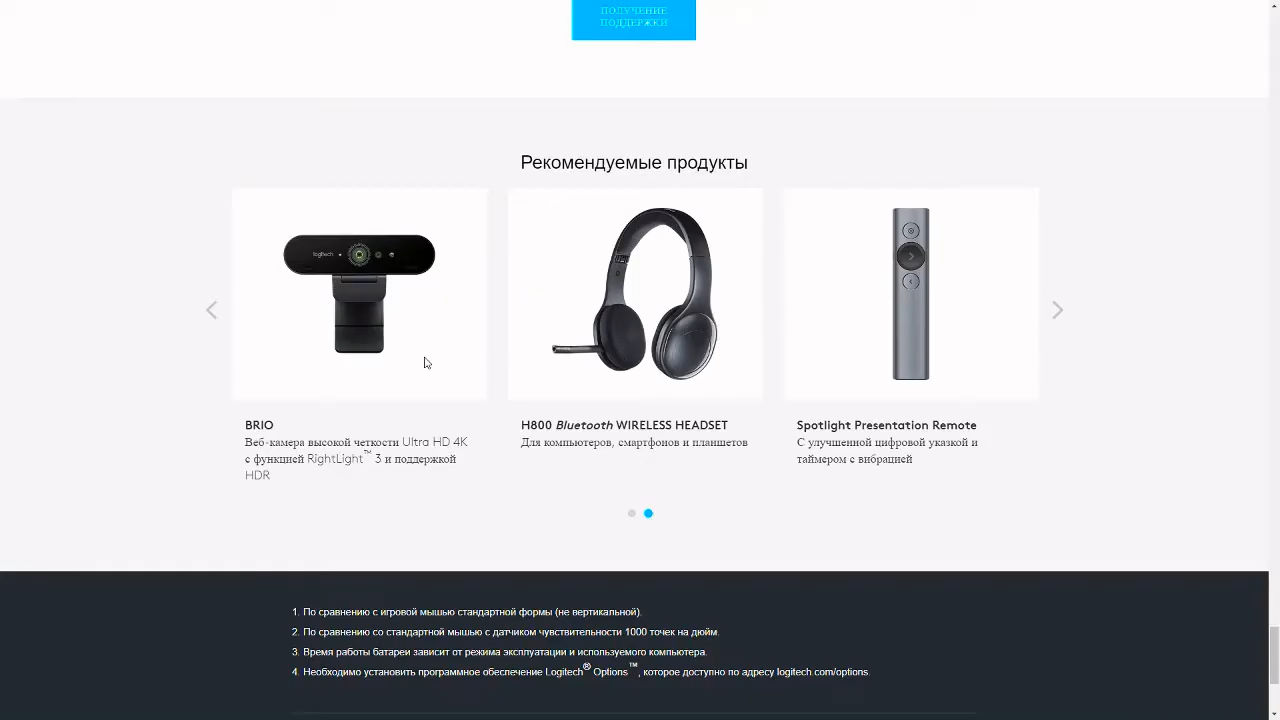 ПОЛУЧЕНИЕ
ПОДДЕРЖКИ
Рекомендуемые продукты
logitech
BRIO
Веб-камера высокой четкости Ultra HD 4K
с функцией RightLight™ 3 и поддержкой
HDR
H800 Bluetooth WIRELESS HEADSET
Для компьютеров, смартфонов и планшетов
Spotlight Presentation Remote
С улучшенной цифровой указкой и
таймером с вибрацией
1. По сравнению с игровой мышью стандартной формы (не вертикальной).
2. По сравнению со стандартной мышью с датчиком чувствительности 1000 точек на дюйм.
3. Время работы батареи зависит от режима эксплуатации и используемого компьютера.
4. Необходимо установить программное обеспечение Logitech® Options™, которое доступно по адресу logitech.com/options.